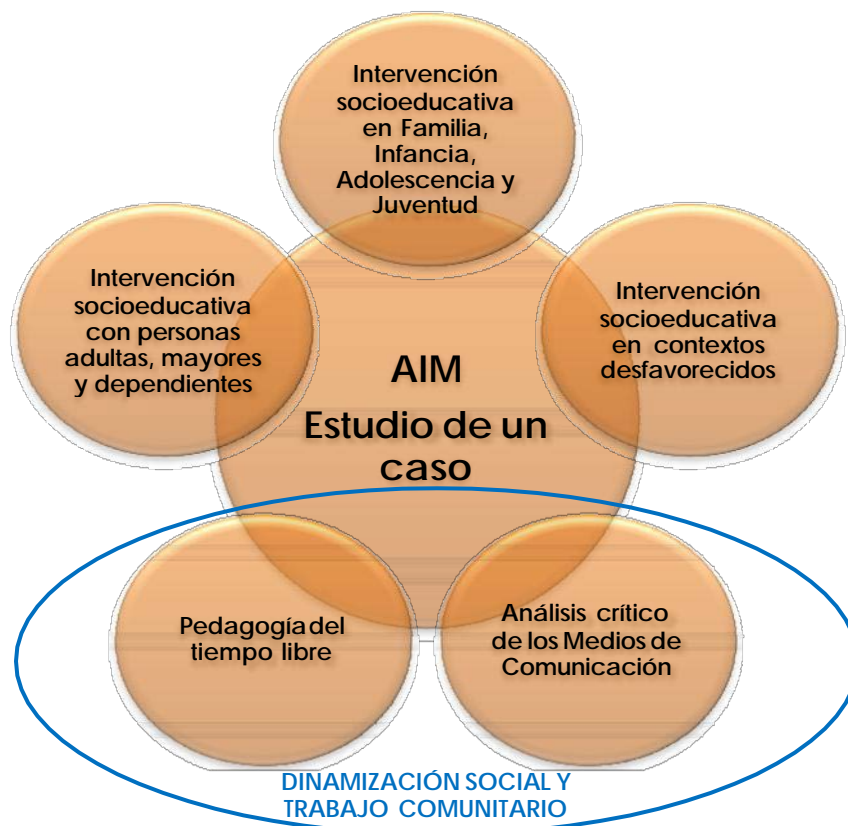 Intervención
socioeducativa
en Familia,
Infancia,
Adolescencia y
Juventud
Intervención
socioeducativa
con personas
adultas, mayores
y dependientes
Intervención
socioeducativa
en contextos
desfavorecidos
AIM
Estudio de un
caso
Pedagogía del
tiempo libre
Análisis crítico
de los Medios de
Comunicación
DINAMIZACIÓN SOCIAL Y
TRABAJO COMUNITARIO